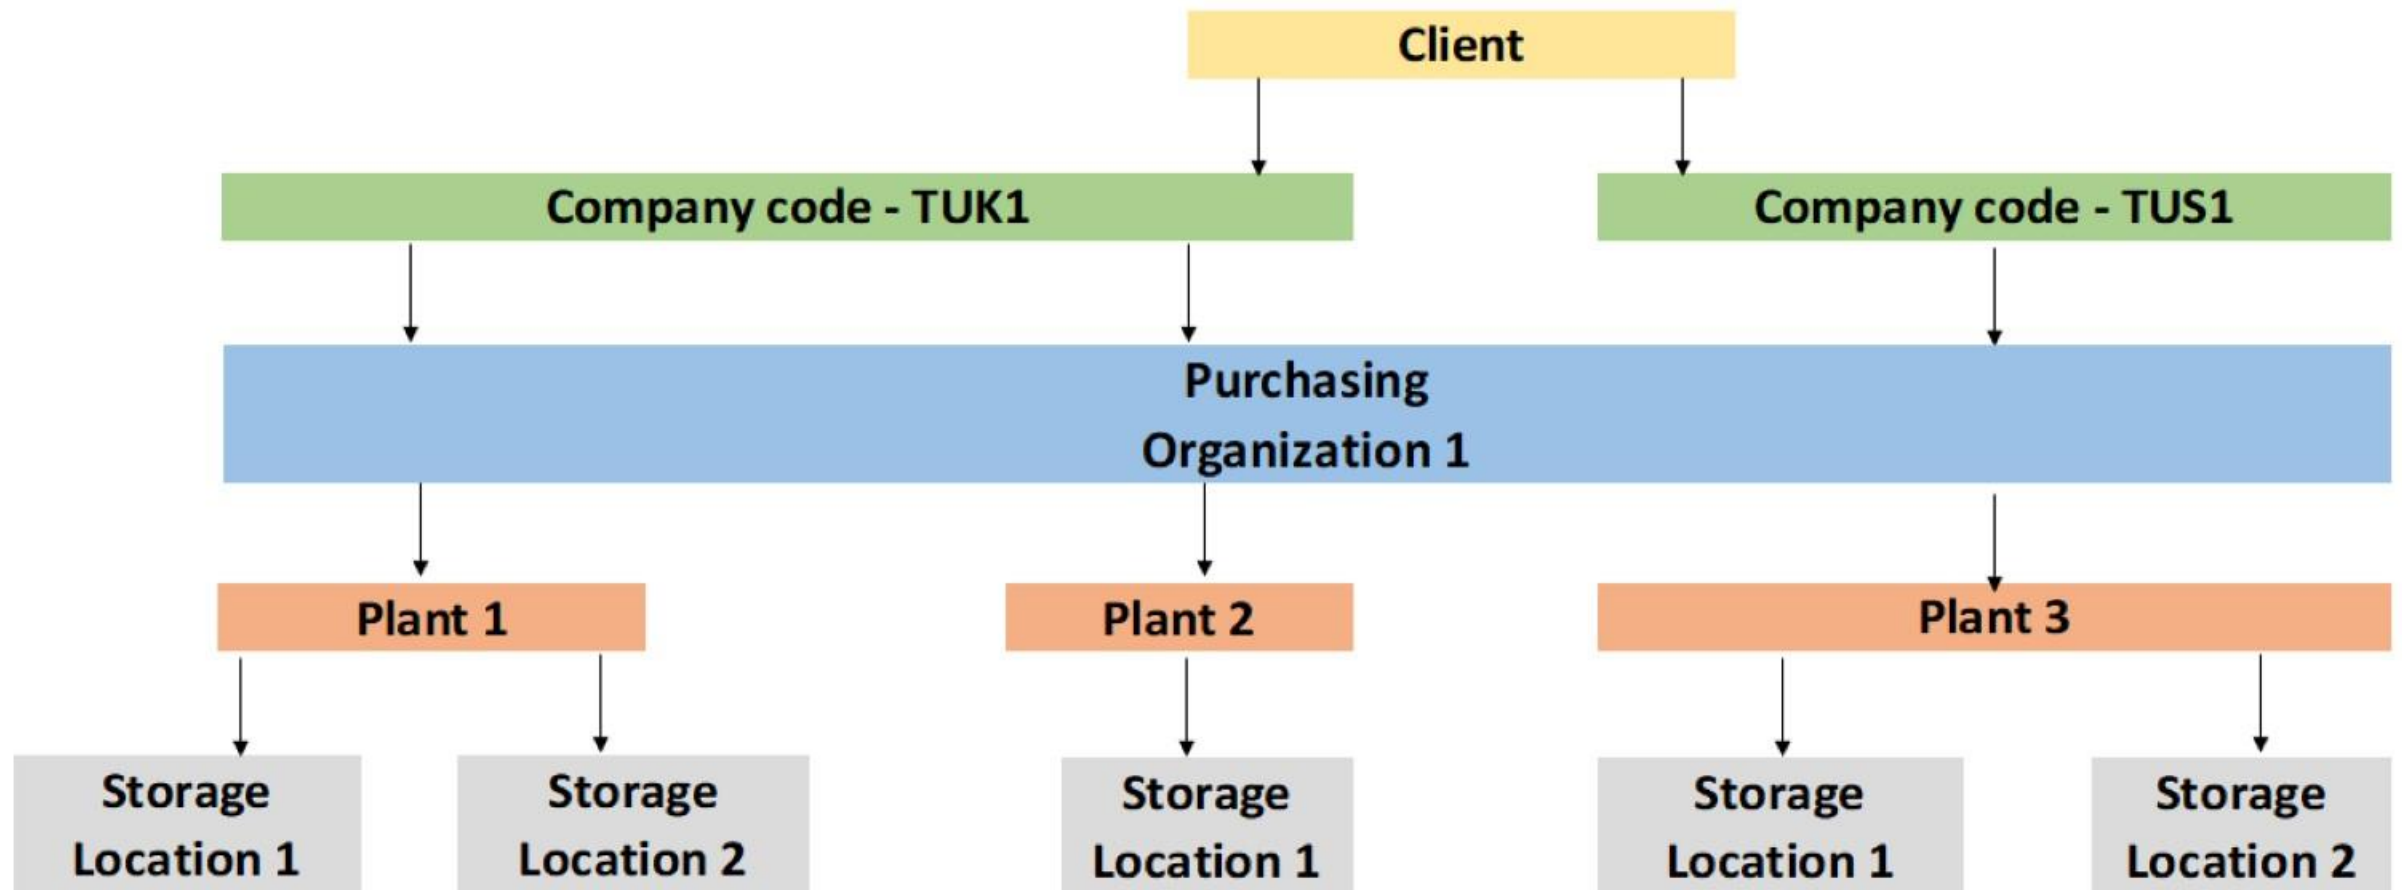 Client
Company code - TUK1
Company code - TUS1
Purchasing
Organization 1
Plant 1
Plant 2
Plant 3
Storage
Location 1
Storage
Location 2
Storage
Location 1
Storage
Location 1
Storage
Location 2